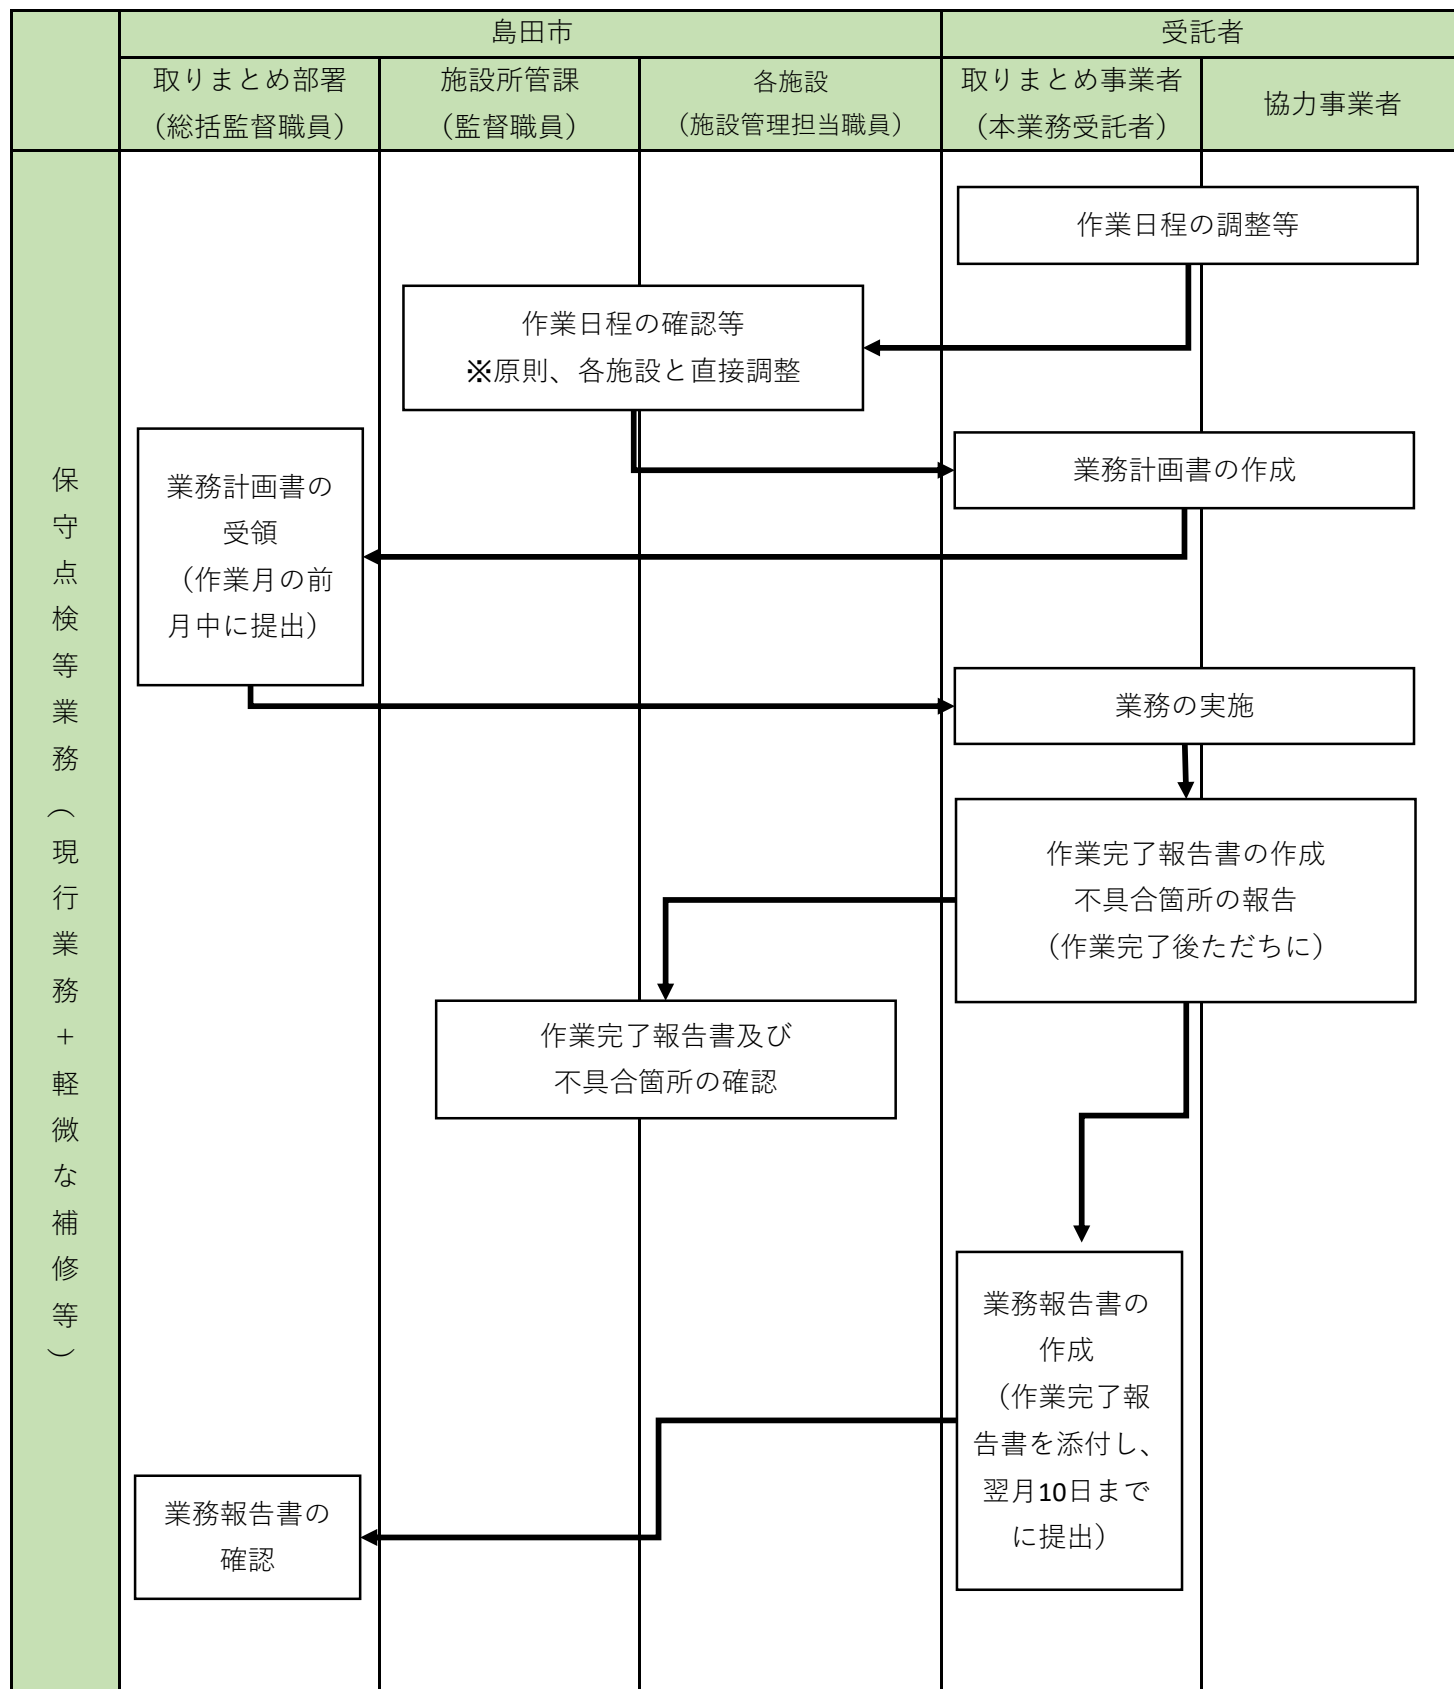 島田市
受託者
取りまとめ部署
（総括監督職員）
施設所管課
（監督職員）
各施設
（施設管理担当職員）
取りまとめ事業者
（本業務受託者）
協力事業者
保守点検等業務（現行業務+軽微な補修等）
作業日程の調整等
作業日程の確認等
※原則、各施設と直接調整
業務計画書の作成
業務計画書の
受領
（作業月の前
月中に提出）
業務の実施
作業完了報告書の作成
不具合箇所の報告
（作業完了後ただちに）
作業完了報告書及び
不具合箇所の確認
業務報告書の
作成
（作業完了報
告書を添付し、
翌月10日まで
に提出）
業務報告書の
確認